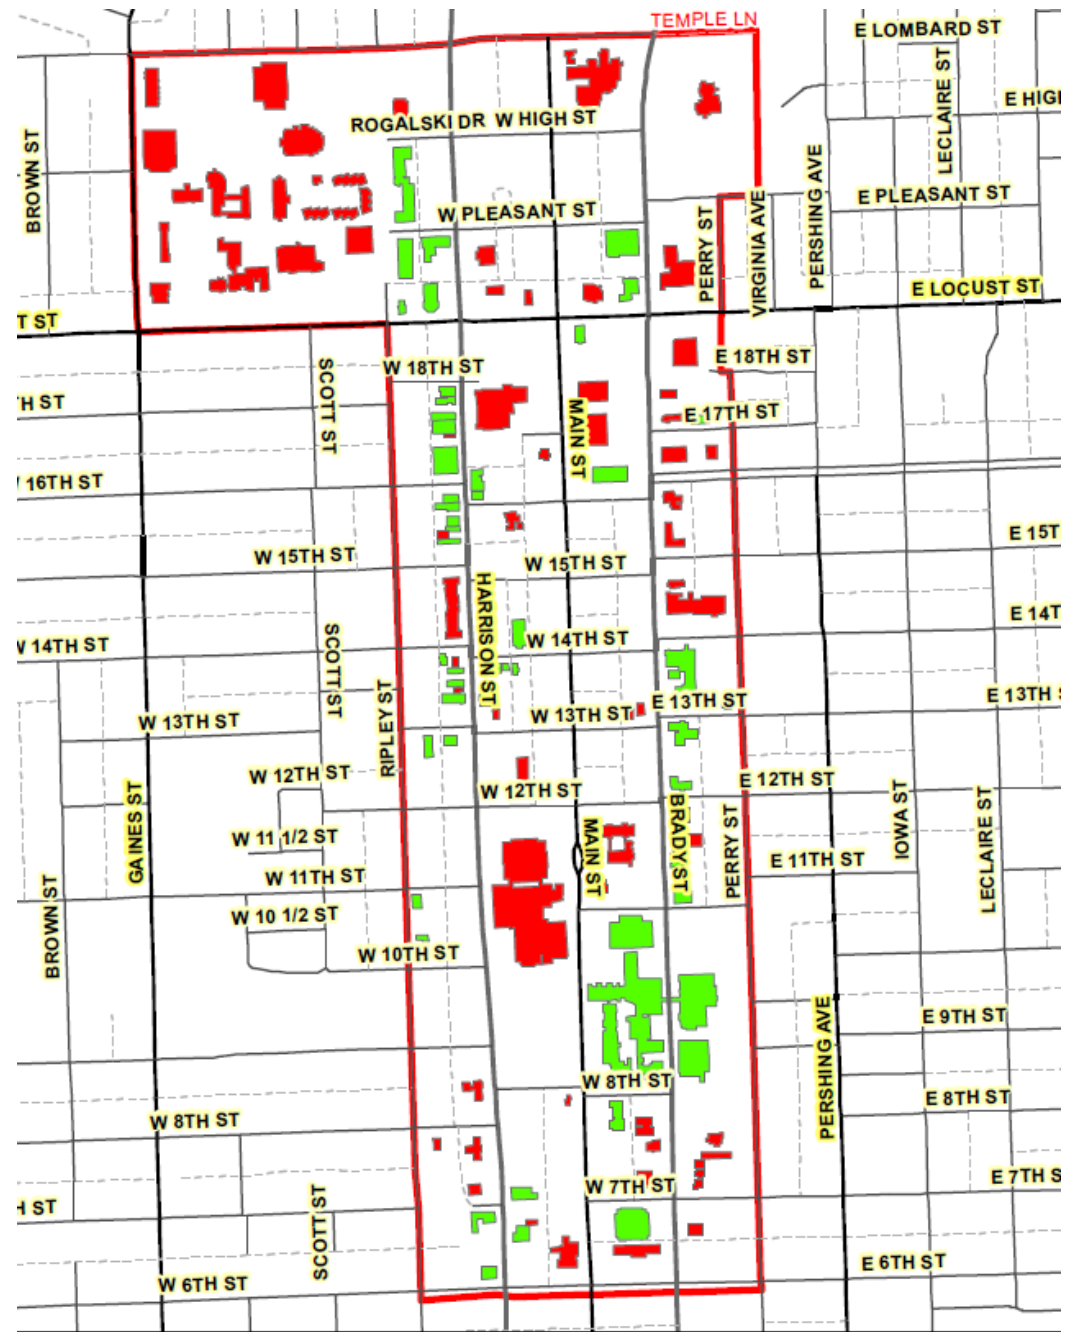 TEMPLE LN
E LOMBARD ST
LECLAIRE ST
E HIGH
ROGALSKI DR
W HIGH ST
BROWN ST
PERSHING AVE
E PLEASANT ST
W PLEASANT ST
PERRY ST
VIRGINIA AVE
E LOCUST ST
T ST
E 18TH ST
W 18TH ST
SCOTT ST
H ST
E 17TH ST
MAIN ST
16TH ST
E 15T
W 15TH ST
W 15TH ST
HARRISON ST
E 14T
W 14TH ST
W 14TH ST
SCOTT ST
RIPLEY ST
E 13TH S
E 13TH ST
W 13TH ST
W 13TH ST
W 12TH ST
E 12TH ST
W 12TH ST
GAINES ST
IOWA ST
LECLAIRE ST
BRADY ST
PERRY ST
MAIN ST
W 11 1/2 ST
E 11TH ST
W 11TH ST
BROWN ST
W 10 1/2 ST
W 10TH ST
E 9TH ST
PERSHING AVE
W 8TH ST
E 8TH ST
W 8TH ST
E 7TH S
W 7TH ST
H ST
SCOTT ST
E 6TH ST
W 6TH ST